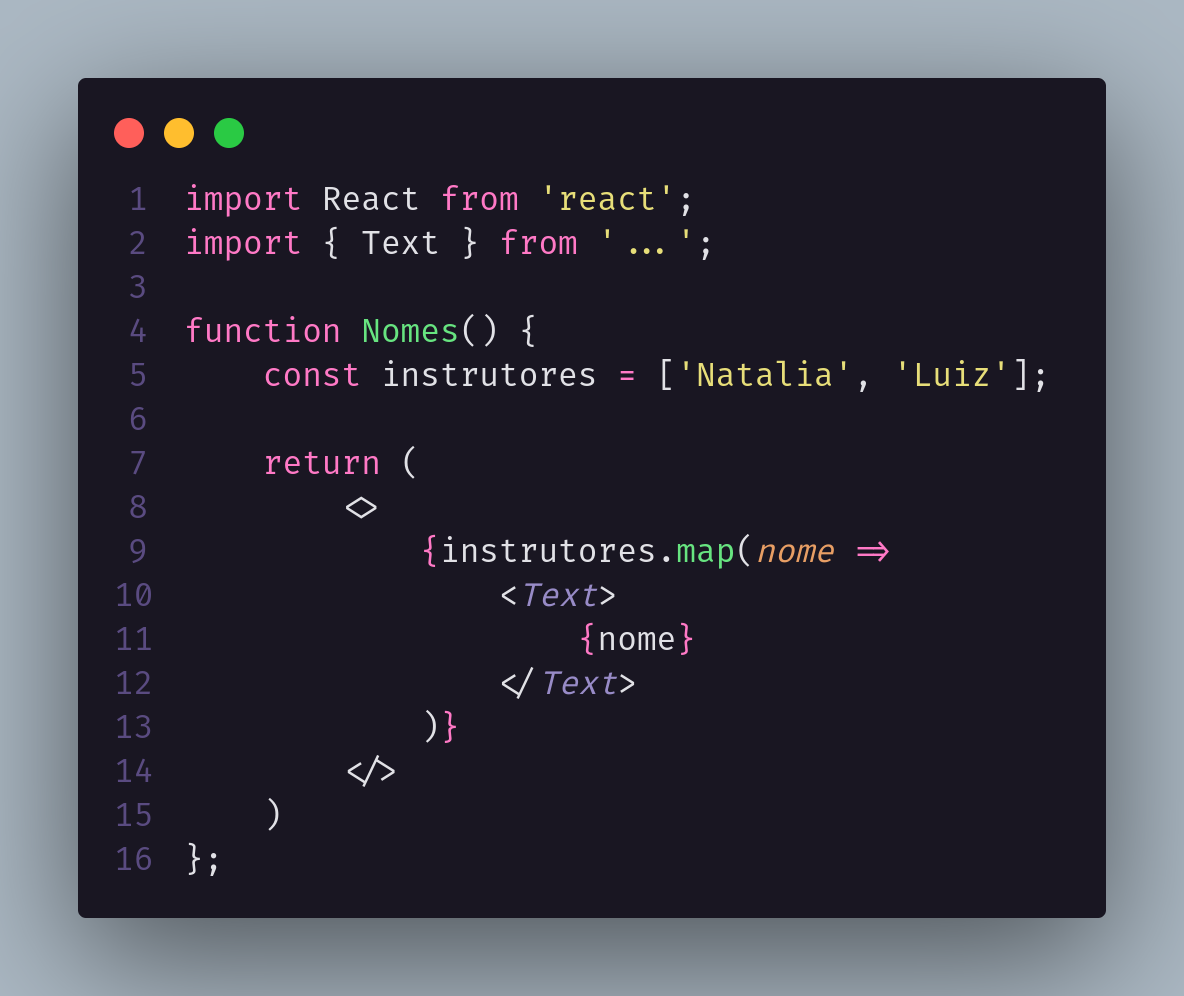 1 import React from 'react';
2 import { Text } from '...';
3
4 function Nomes() {
5     const instrutores = ['Natalia', 'Luiz'];
6
7     return (
8         <>
9             {instrutores.map(nome =>
10                 <Text>
11                     {nome}
12                 </Text>
13             )}
14         </>
15     )
16 };